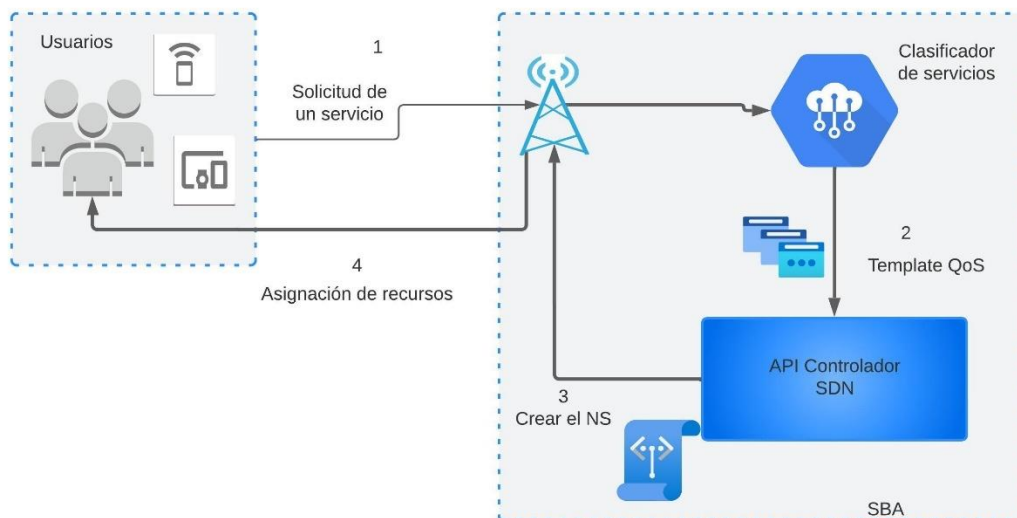 Usuarios
1
Solicitud de
un servicio
Clasificador
de servicios
2
Template QoS
4
Asignación de recursos
API Controlador
SDN
3
Crear el NS
SBA